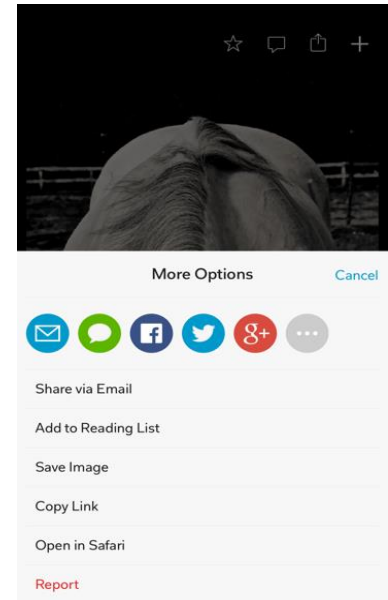 More Options
Cancel
g+
Share via Email
Add to Reading List
Save Image
Copy Link
Open in Safari
Report